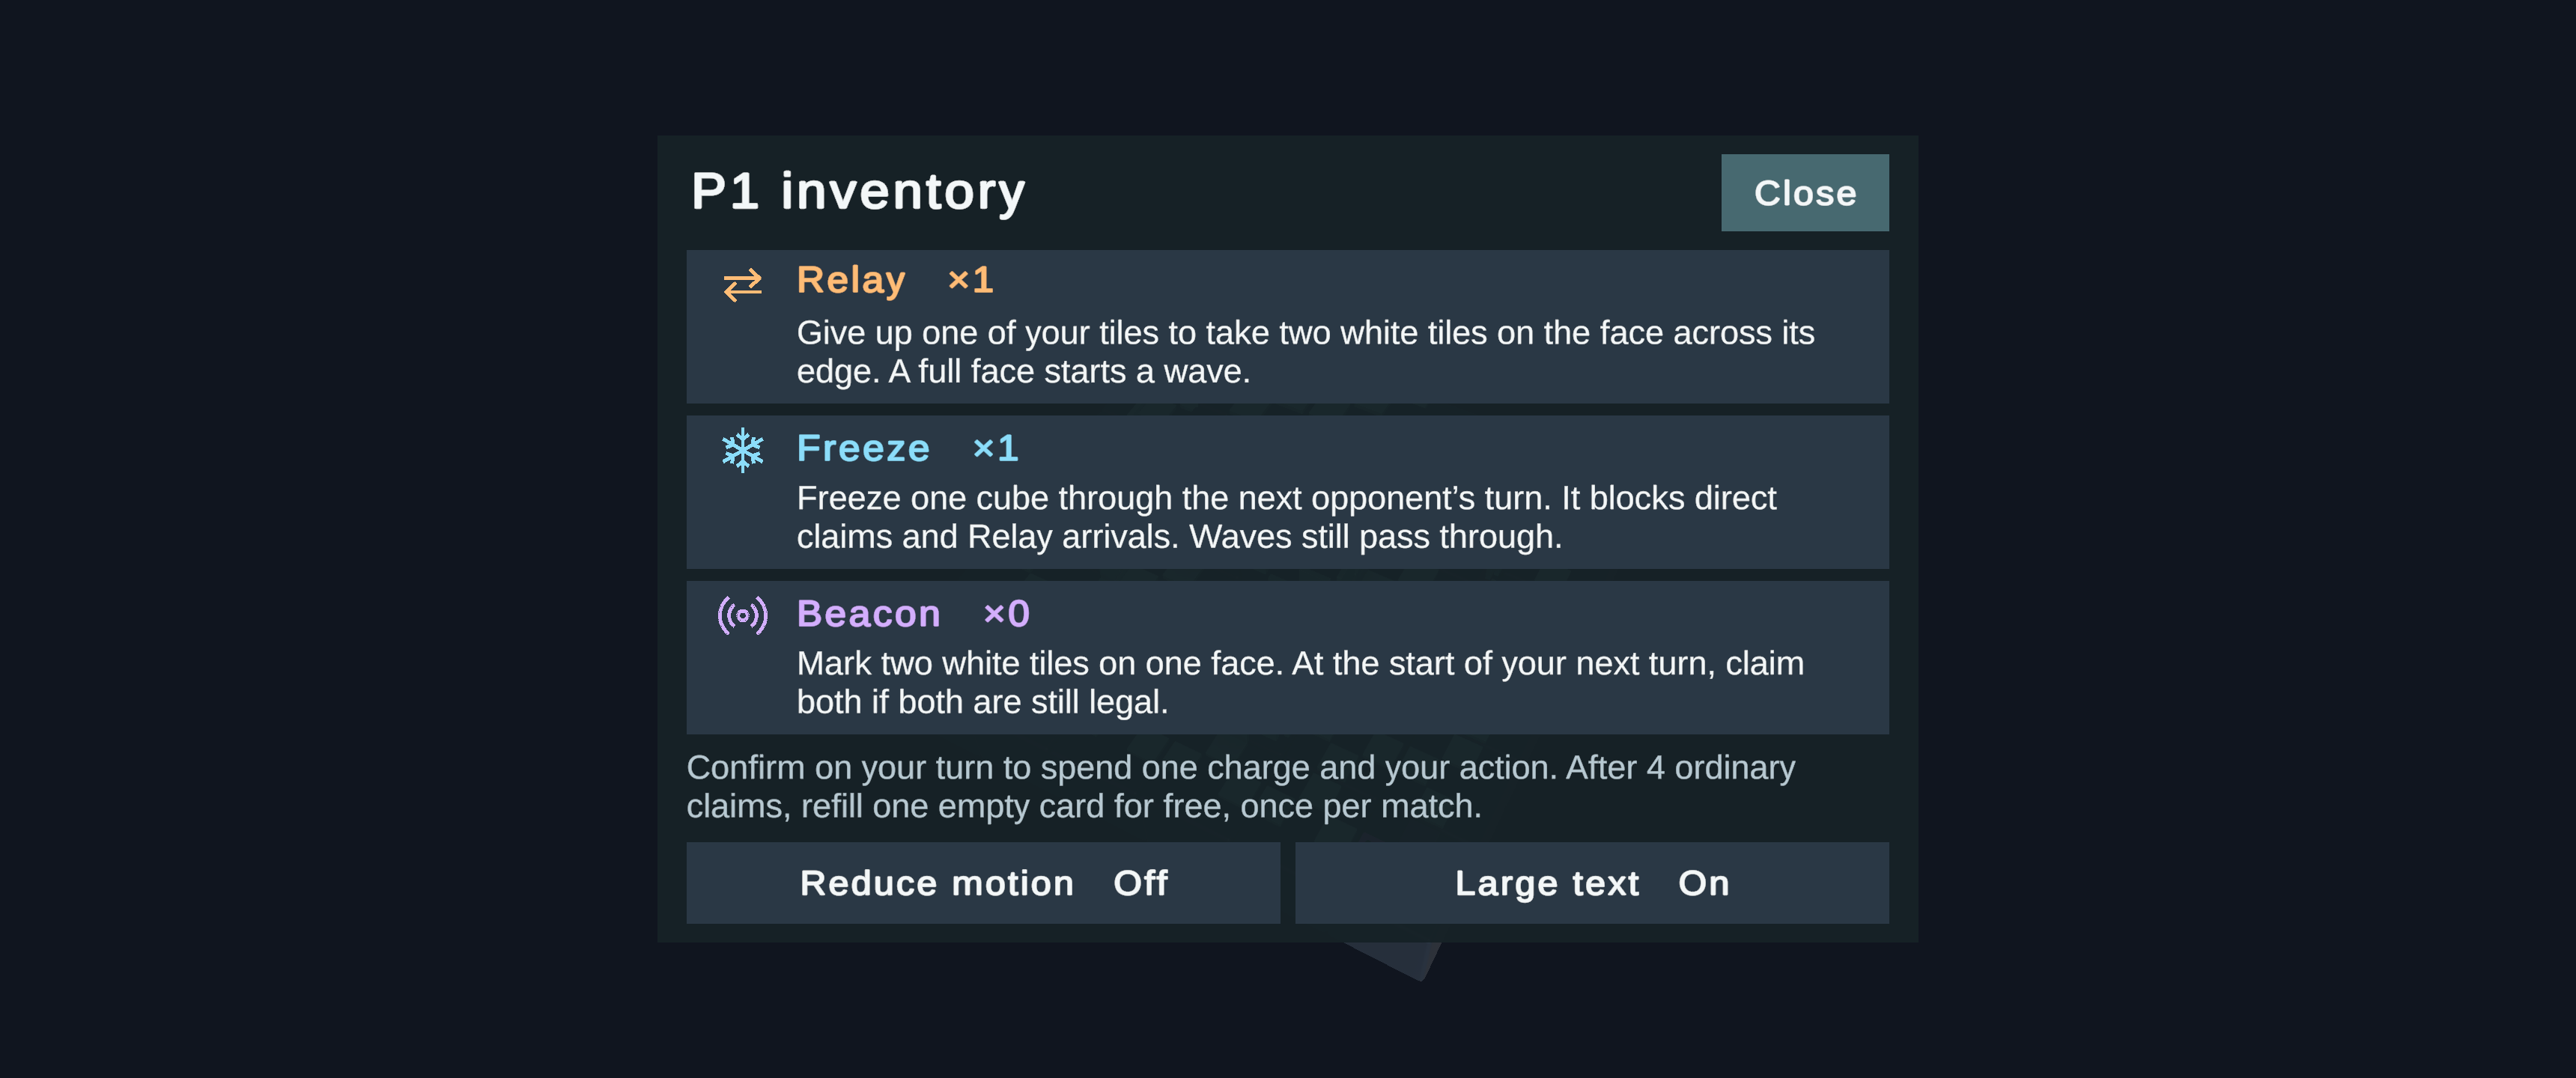 P1 inventory
Close
Relay ×1
Give up one of your tiles to take two white tiles on the face across its
edge. A full face starts a wave.
Freeze ×1
Freeze one cube through the next opponent’s turn. It blocks direct
claims and Relay arrivals. Waves still pass through.
Beacon ×0
Mark two white tiles on one face. At the start of your next turn, claim
both if both are still legal.
Confirm on your turn to spend one charge and your action. After 4 ordinary
claims, refill one empty card for free, once per match.
Reduce motion Off
Large text On